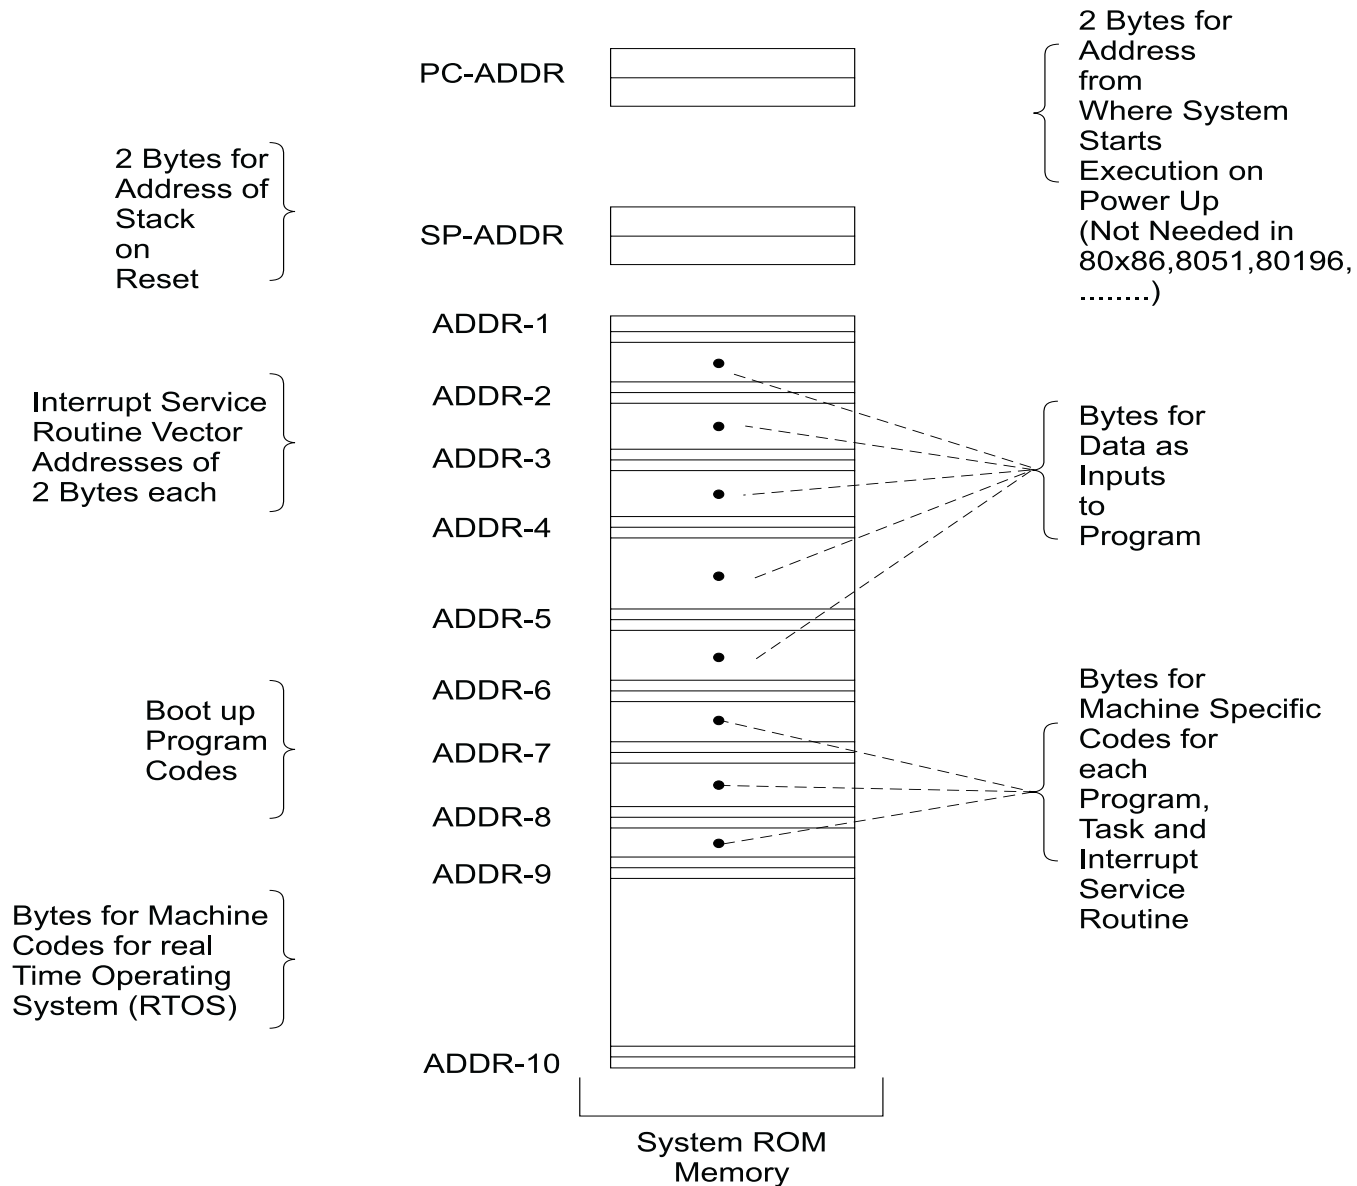 2 Bytes for
Address
from
Where System
Starts
Execution on
Power Up
(Not Needed in
80x86,8051,80196,
........)
PC-ADDR
2 Bytes for
Address of
Stack
on
Reset
SP-ADDR
ADDR-1
Interrupt Service
Routine Vector
Addresses of
2 Bytes each
ADDR-2
ADDR-3
ADDR-4
Bytes for
Data as
Inputs
to
Program
ADDR-5
ADDR-6
Boot up
Program
Codes
ADDR-7
ADDR-8
ADDR-9
Bytes for
Machine Specific
Codes for
each
Program,
Task and
Interrupt
Service
Routine
Bytes for Machine
Codes for real
Time Operating
System (RTOS)
ADDR-10
System ROM
Memory